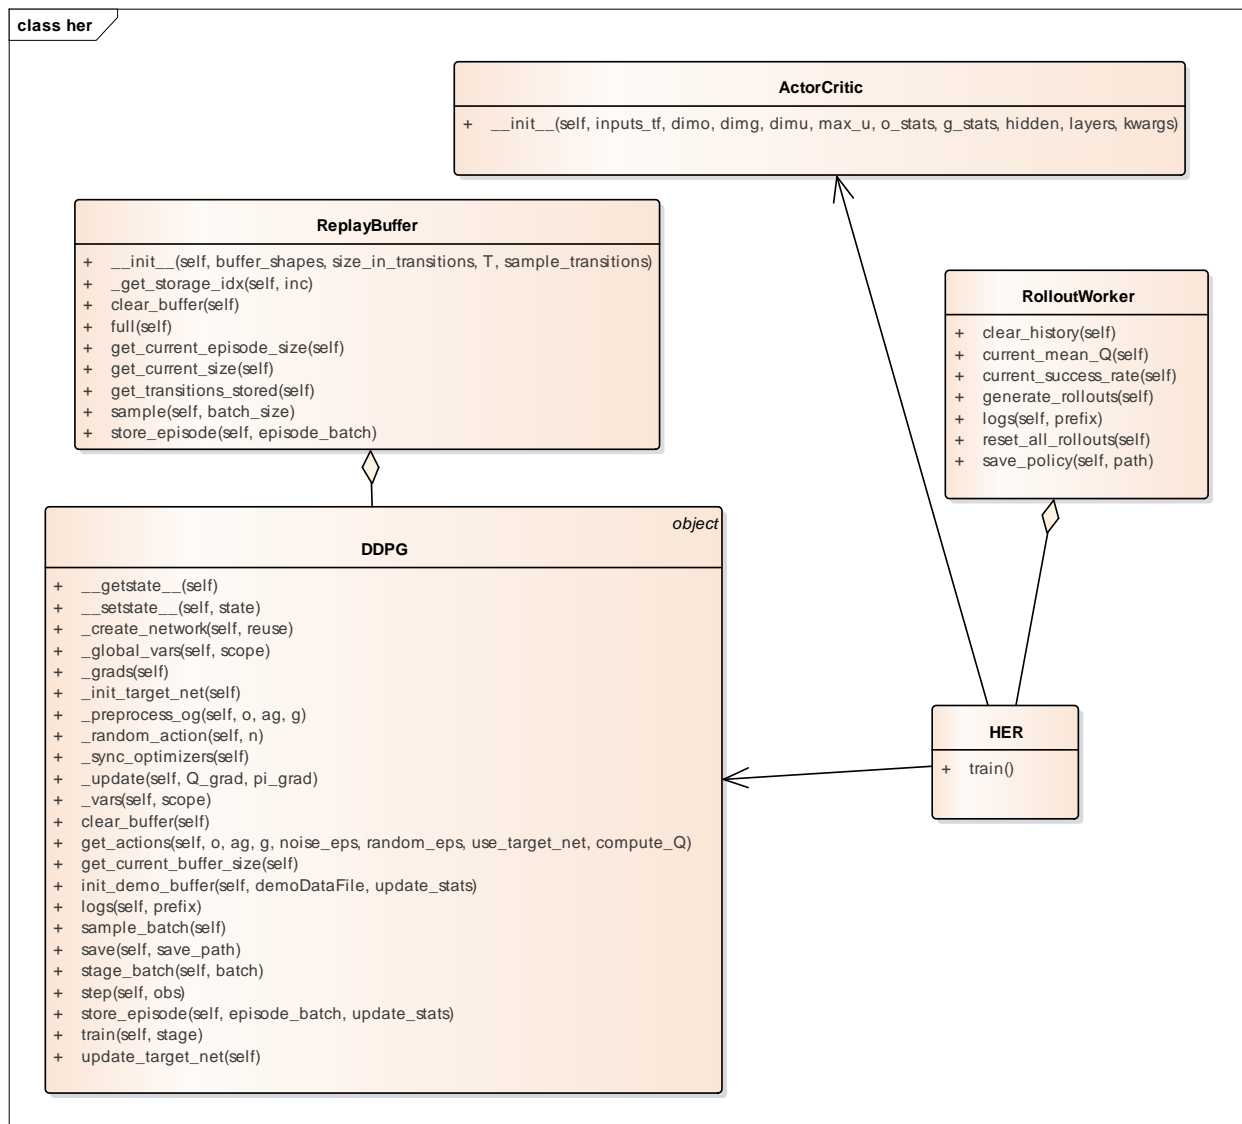 class her
ActorCritic
+ __init__(self, inputs_tf, dimo, dimg, dimu, max_u, o_stats, g_stats, hidden, layers, kwargs)
ReplayBuffer
+ __init__(self, buffer_shapes, size_in_transitions, T, sample_transitions)
+ _get_storage_idx(self, inc)
+ clear_buffer(self)
+ full(self)
+ get_current_episode_size(self)
+ get_current_size(self)
+ get_transitions_stored(self)
+ sample(self, batch_size)
+ store_episode(self, episode_batch)
RolloutWorker
+ clear_history(self)
+ current_mean_Q(self)
+ current_success_rate(self)
+ generate_rollouts(self)
+ logs(self, prefix)
+ reset_all_rollouts(self)
+ save_policy(self, path)
object
DDPG
+ __getstate__(self)
+ __setstate__(self, state)
+ _create_network(self, reuse)
+ _global_vars(self, scope)
+ _grads(self)
+ _init_target_net(self)
+ _preprocess_og(self, o, ag, g)
+ _random_action(self, n)
+ _sync_optimizers(self)
+ _update(self, Q_grad, pi_grad)
+ _vars(self, scope)
+ clear_buffer(self)
+ get_actions(self, o, ag, g, noise_eps, random_eps, use_target_net, compute_Q)
+ get_current_buffer_size(self)
+ init_demo_buffer(self, demoDataFile, update_stats)
+ logs(self, prefix)
+ sample_batch(self)
+ save(self, save_path)
+ stage_batch(self, batch)
+ step(self, obs)
+ store_episode(self, episode_batch, update_stats)
+ train(self, stage)
+ update_target_net(self)
HER
+ train()